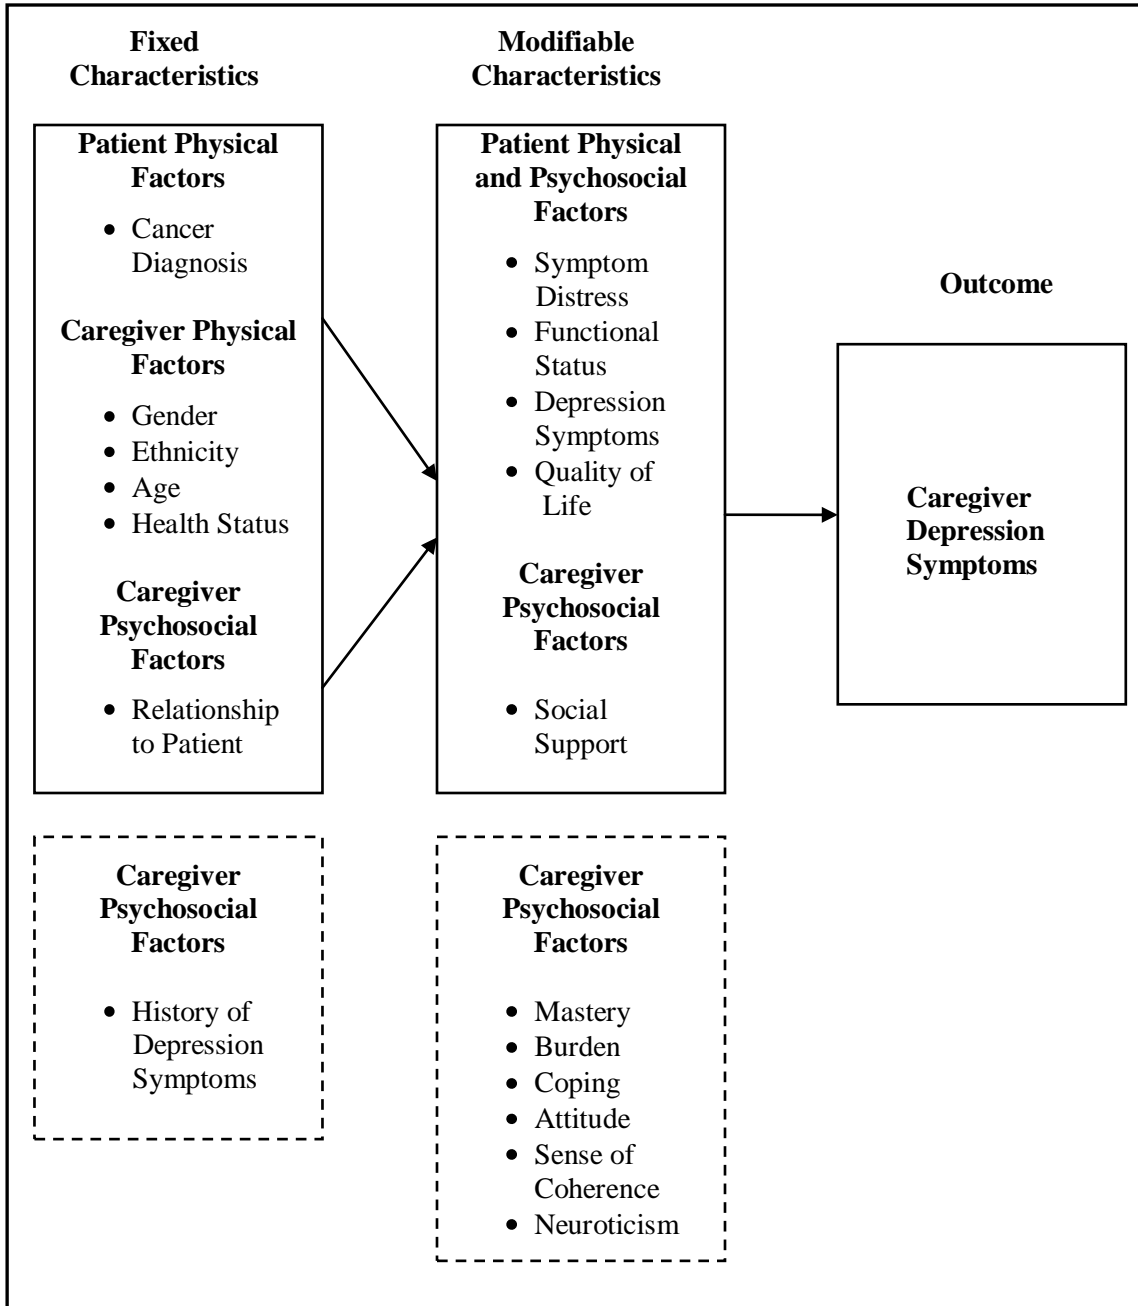 Fixed
Characteristics
Patient Physical
Factors
• Cancer
Diagnosis
Caregiver Physical
Factors
• Gender
• Ethnicity
• Age
• Health Status
Caregiver
Psychosocial
Factors
• Relationship
to Patient
Caregiver
Psychosocial
Factors
• History of
Depression
Symptoms
Modifiable
Characteristics
Patient Physical
and Psychosocial
Factors
• Symptom
Distress
• Functional
Status
• Depression
Symptoms
• Quality of
Life
Caregiver
Psychosocial
Factors
• Social
Support
Caregiver
Psychosocial
Factors
• Mastery
• Burden
• Coping
• Attitude
• Sense of
Coherence
• Neuroticism
Outcome
Caregiver
Depression
Symptoms